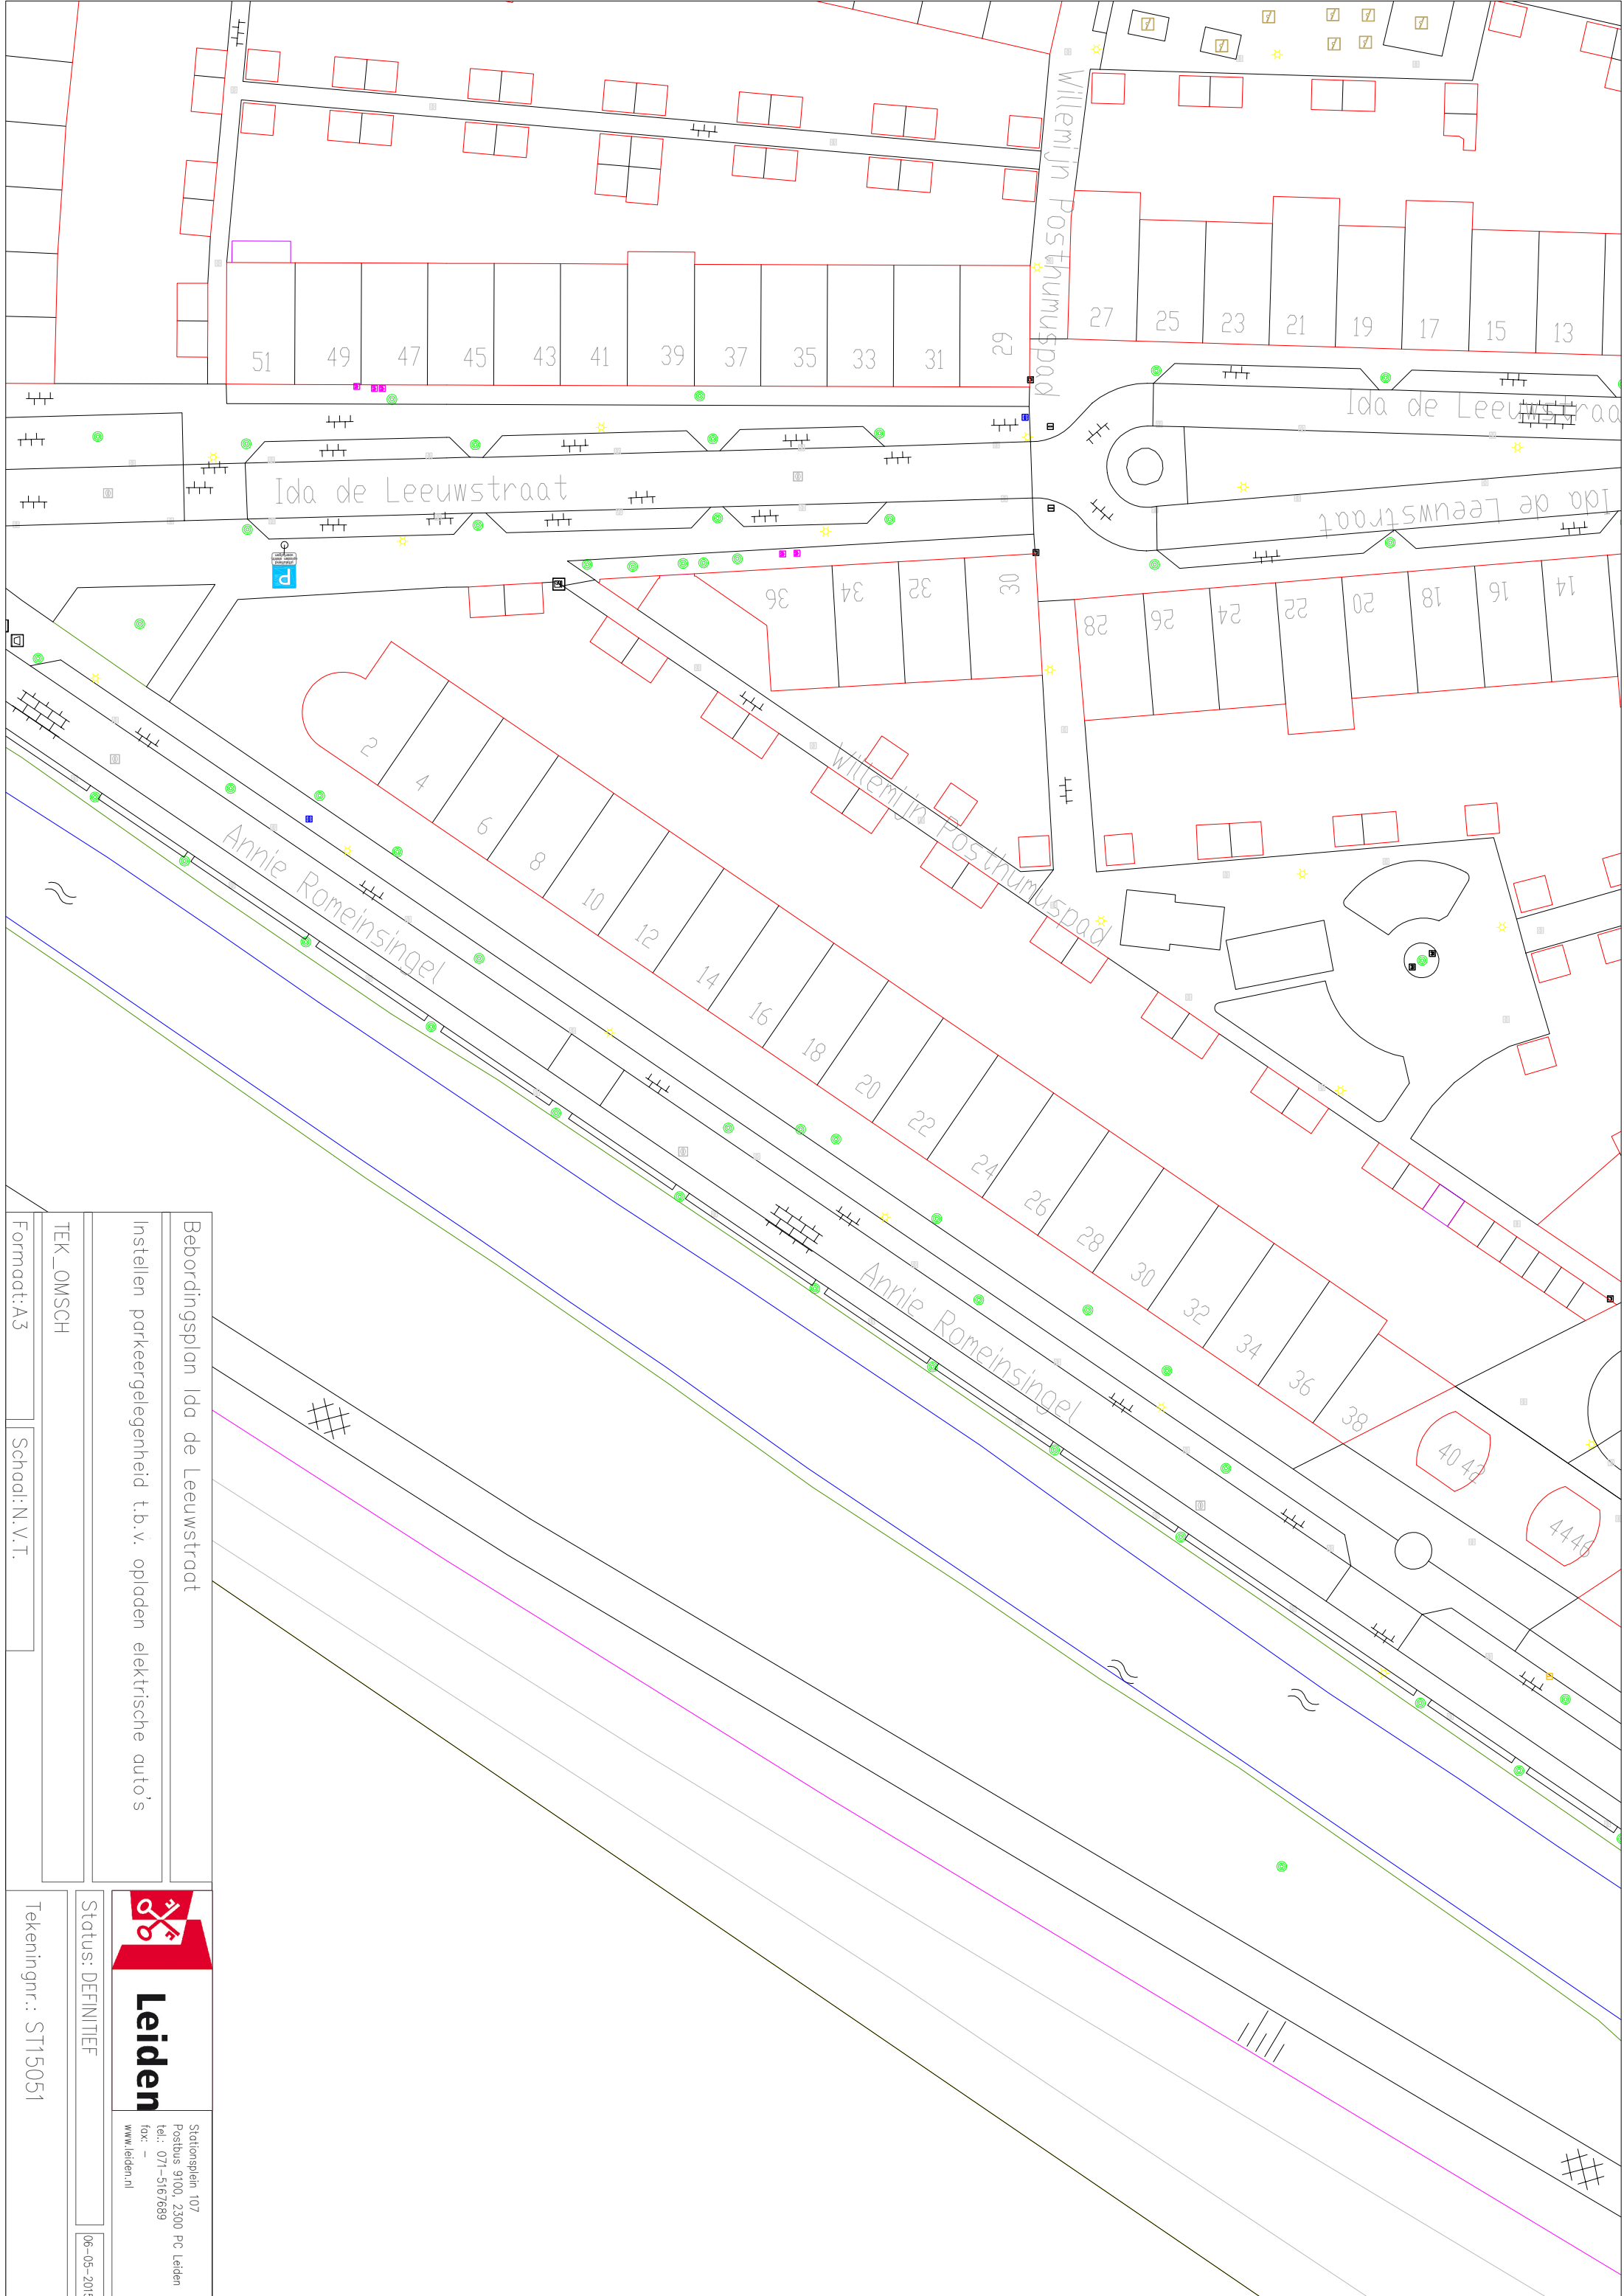 Willemijn Posthumuspad
51
49
47
45
43
41
39
37
35
33
31
29
27
25
23
21
19
17
15
13
Ida de Leeuwstraat
Ida de Leeuwstraat
Ida de Leeuwstraat
P
36
34
32
30
28
26
24
22
20
18
16
14
Willemijn Posthumuspad
2
4
6
8
10
12
14
16
18
20
22
24
26
28
30
32
34
36
38
40 42
4446
Annie Romeinsingel
Annie Romeinsingel
Bebordingsplan Ida de Leeuwstraat
Instellen parkeergelegenheid t.b.v. opladen elektrische auto's
TEK_OMSCH
Formaat: A3
Schaal: N.V.T.
Leiden
Stationsplein 107
Postbus 9100, 2300 PC Leiden
tel.: 071-5167689
fax: -
www.leiden.nl
Status: DEFINITIEF
06-05-2015
Tekeningnr.: ST15051